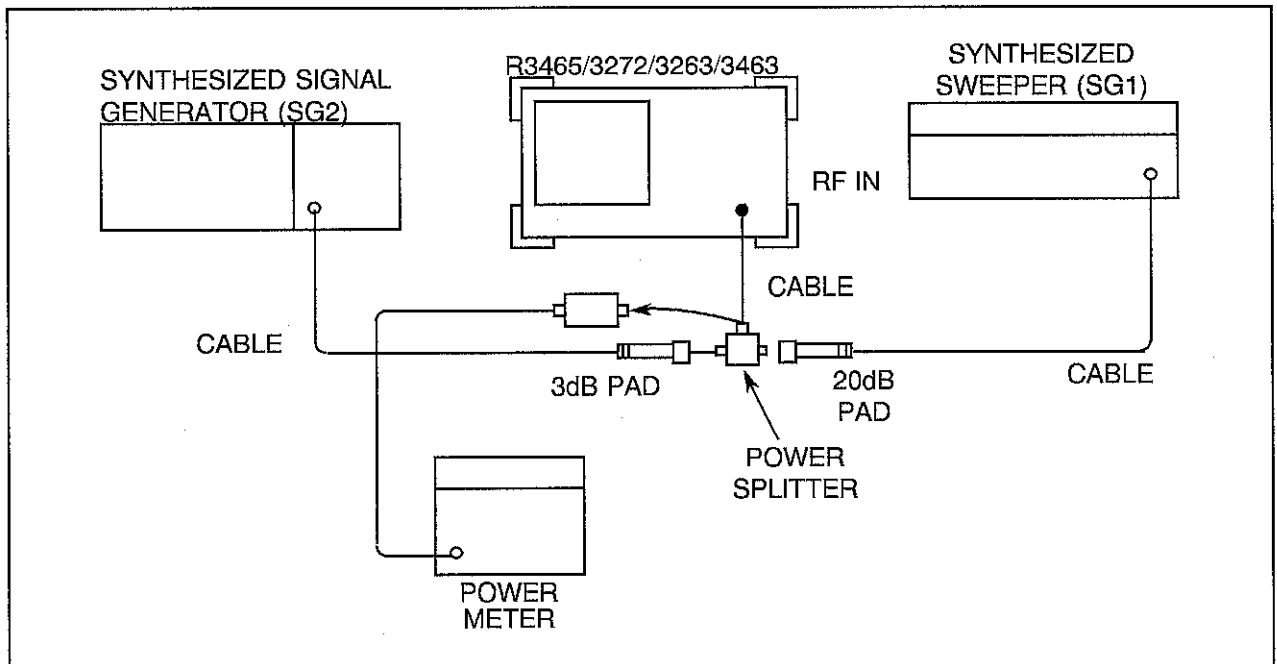 SYNTHESIZED SIGNAL
GENERATOR (SG2)
R3465/3272/3263/3463
SYNTHESIZED
SWEEPER (SG1)
RF IN
CABLE
CABLE
3dB PAD
20dB
PAD
CABLE
POWER
SPLITTER
POWER
METER